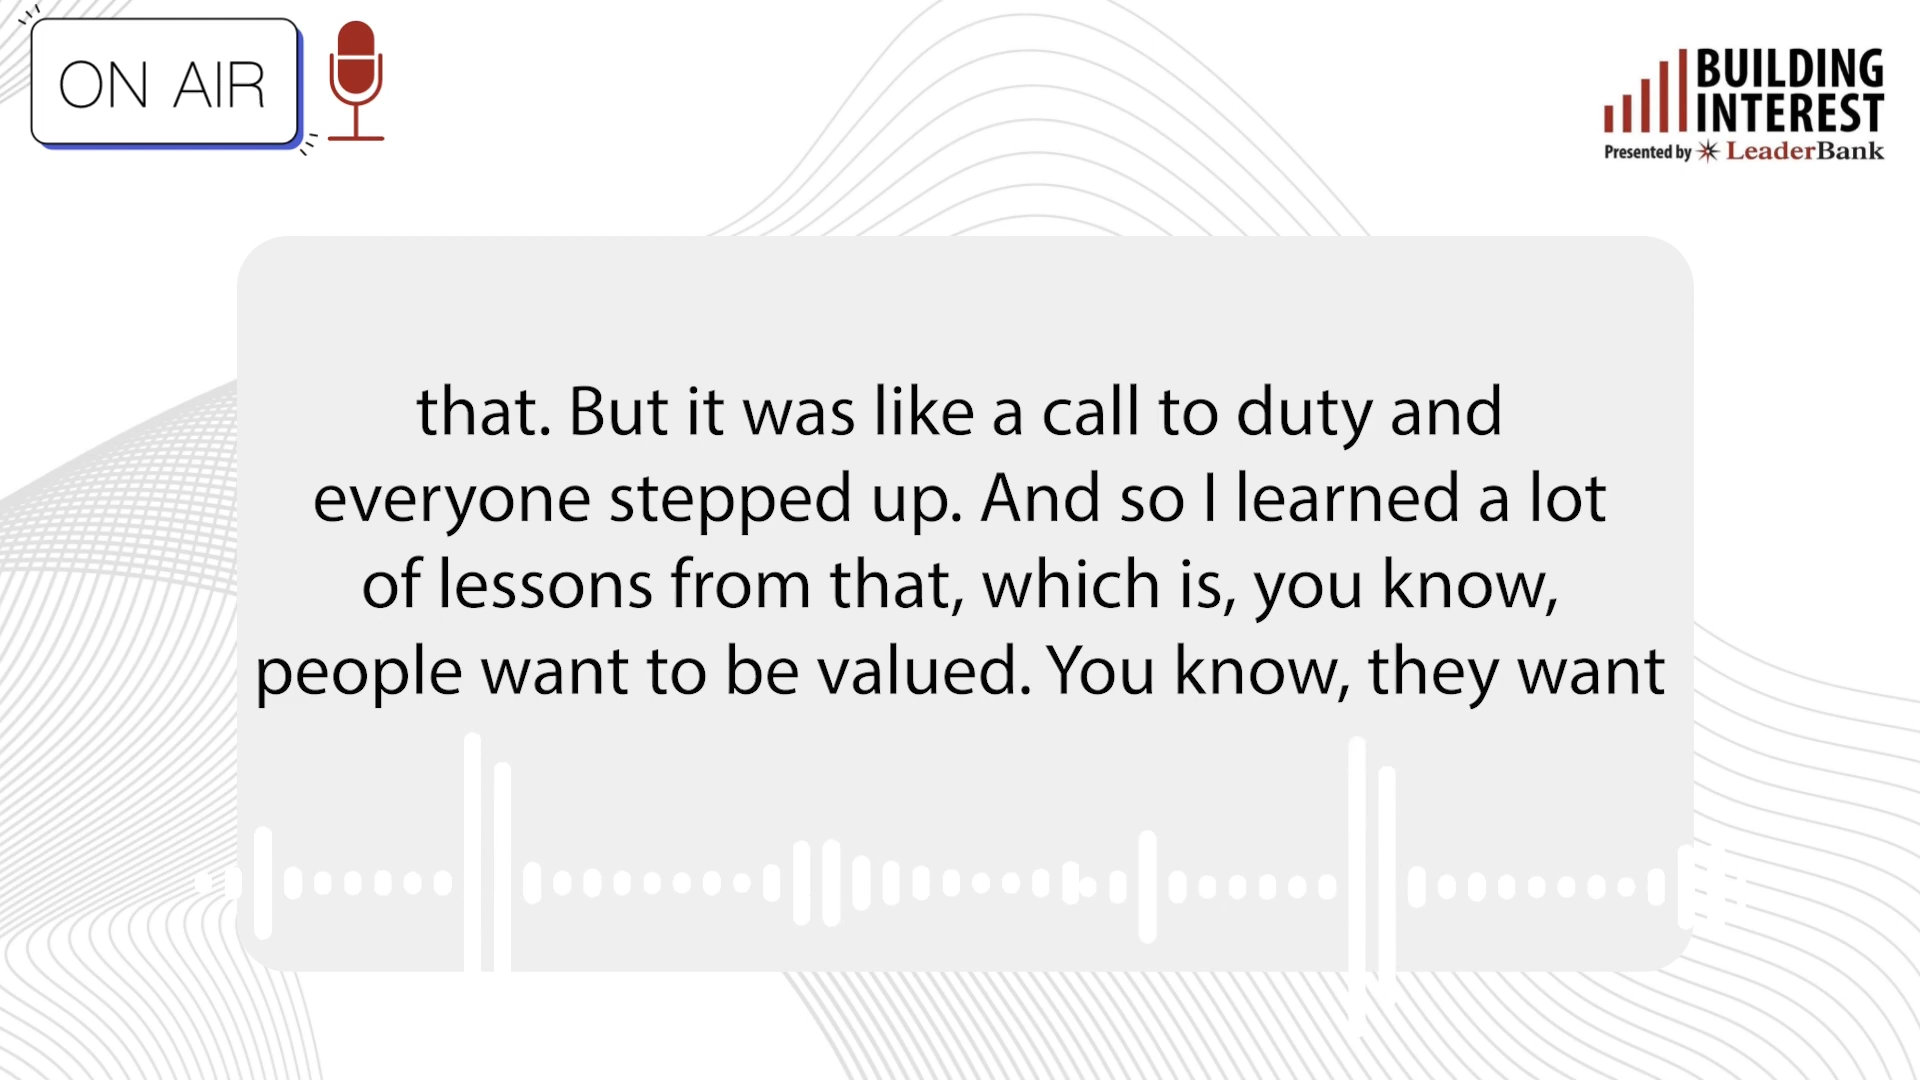 ON AIR
BUILDING
INTEREST
Presented by LeaderBank
that. But it was like a call to duty and
everyone stepped up. And so I learned a lot
of lessons from that, which is, you know,
people want to be valued. You know, they want